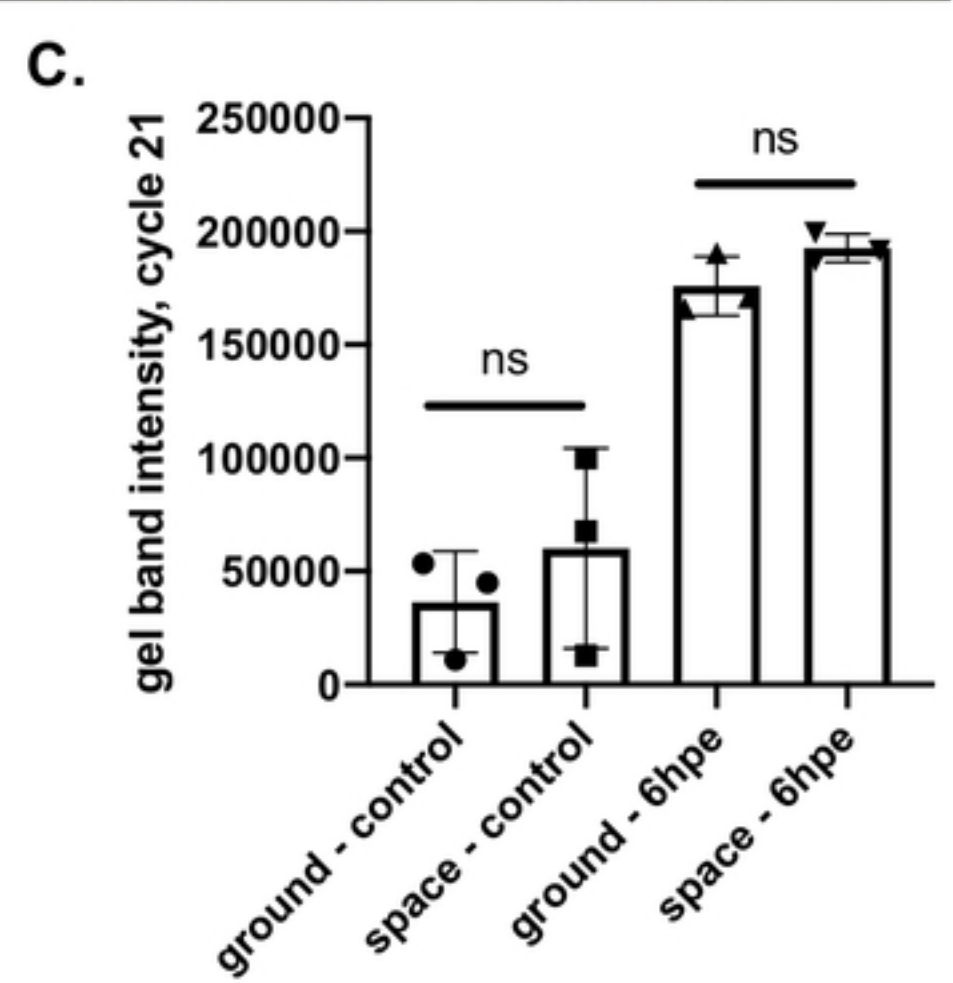 C.
gel band intensity, cycle 21
250000
200000
150000
100000
50000
0
ns
ns
ground - control
space - control
ground - 6hpe
space - 6hpe